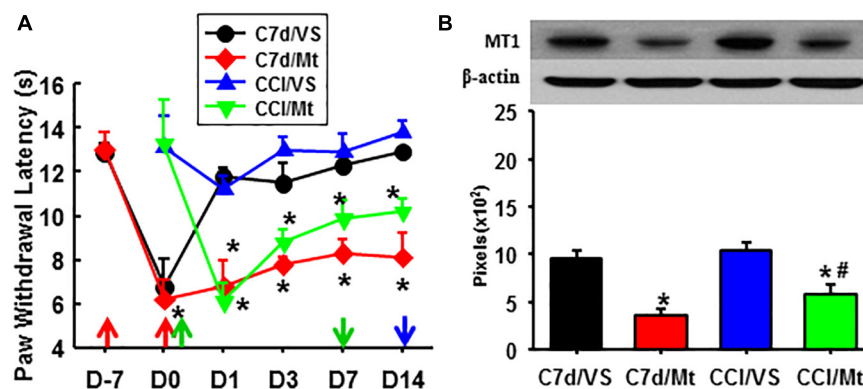 A
C7d/VS
C7d/Mt
CCI/VS
CCI/Mt
Paw Withdrawal Latency (s)
16
14
12
10
8
6
4
* * * * * * * * *
D-7 D0 D1 D3 D7 D14
B
MT1
β-actin
Pixels (x10²)
25
20
15
10
5
0
* * #
C7d/VS C7d/Mt CCI/VS CCI/Mt